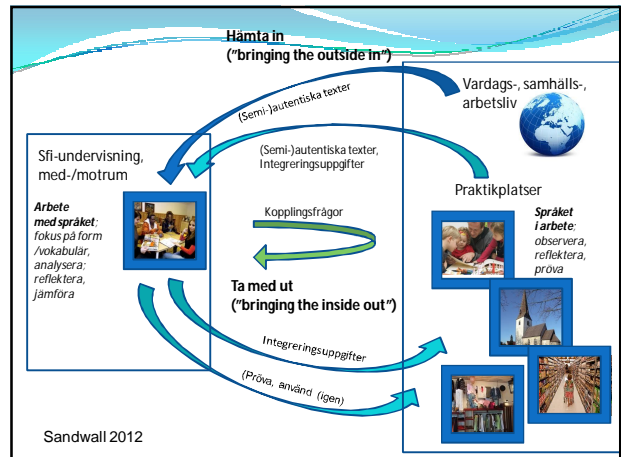 Hämta in
("bringing the outside in")
Vardags-, samhälls-,
arbetsliv
(Semi-)autentiska texter
(Semi-)autentiska texter,
Integreringsuppgifter
Sfi-undervisning,
med-/motrum
Arbete
med språket;
fokus på form
/vokabulär,
analysera;
reflektera,
jämföra
Kopplingsfrågor
Praktikplatser
Språket
i arbete;
observera,
reflektera,
pröva
Ta med ut
("bringing the inside out")
Integreringsuppgifter
(Pröva, använd (igen)
Sandwall 2012